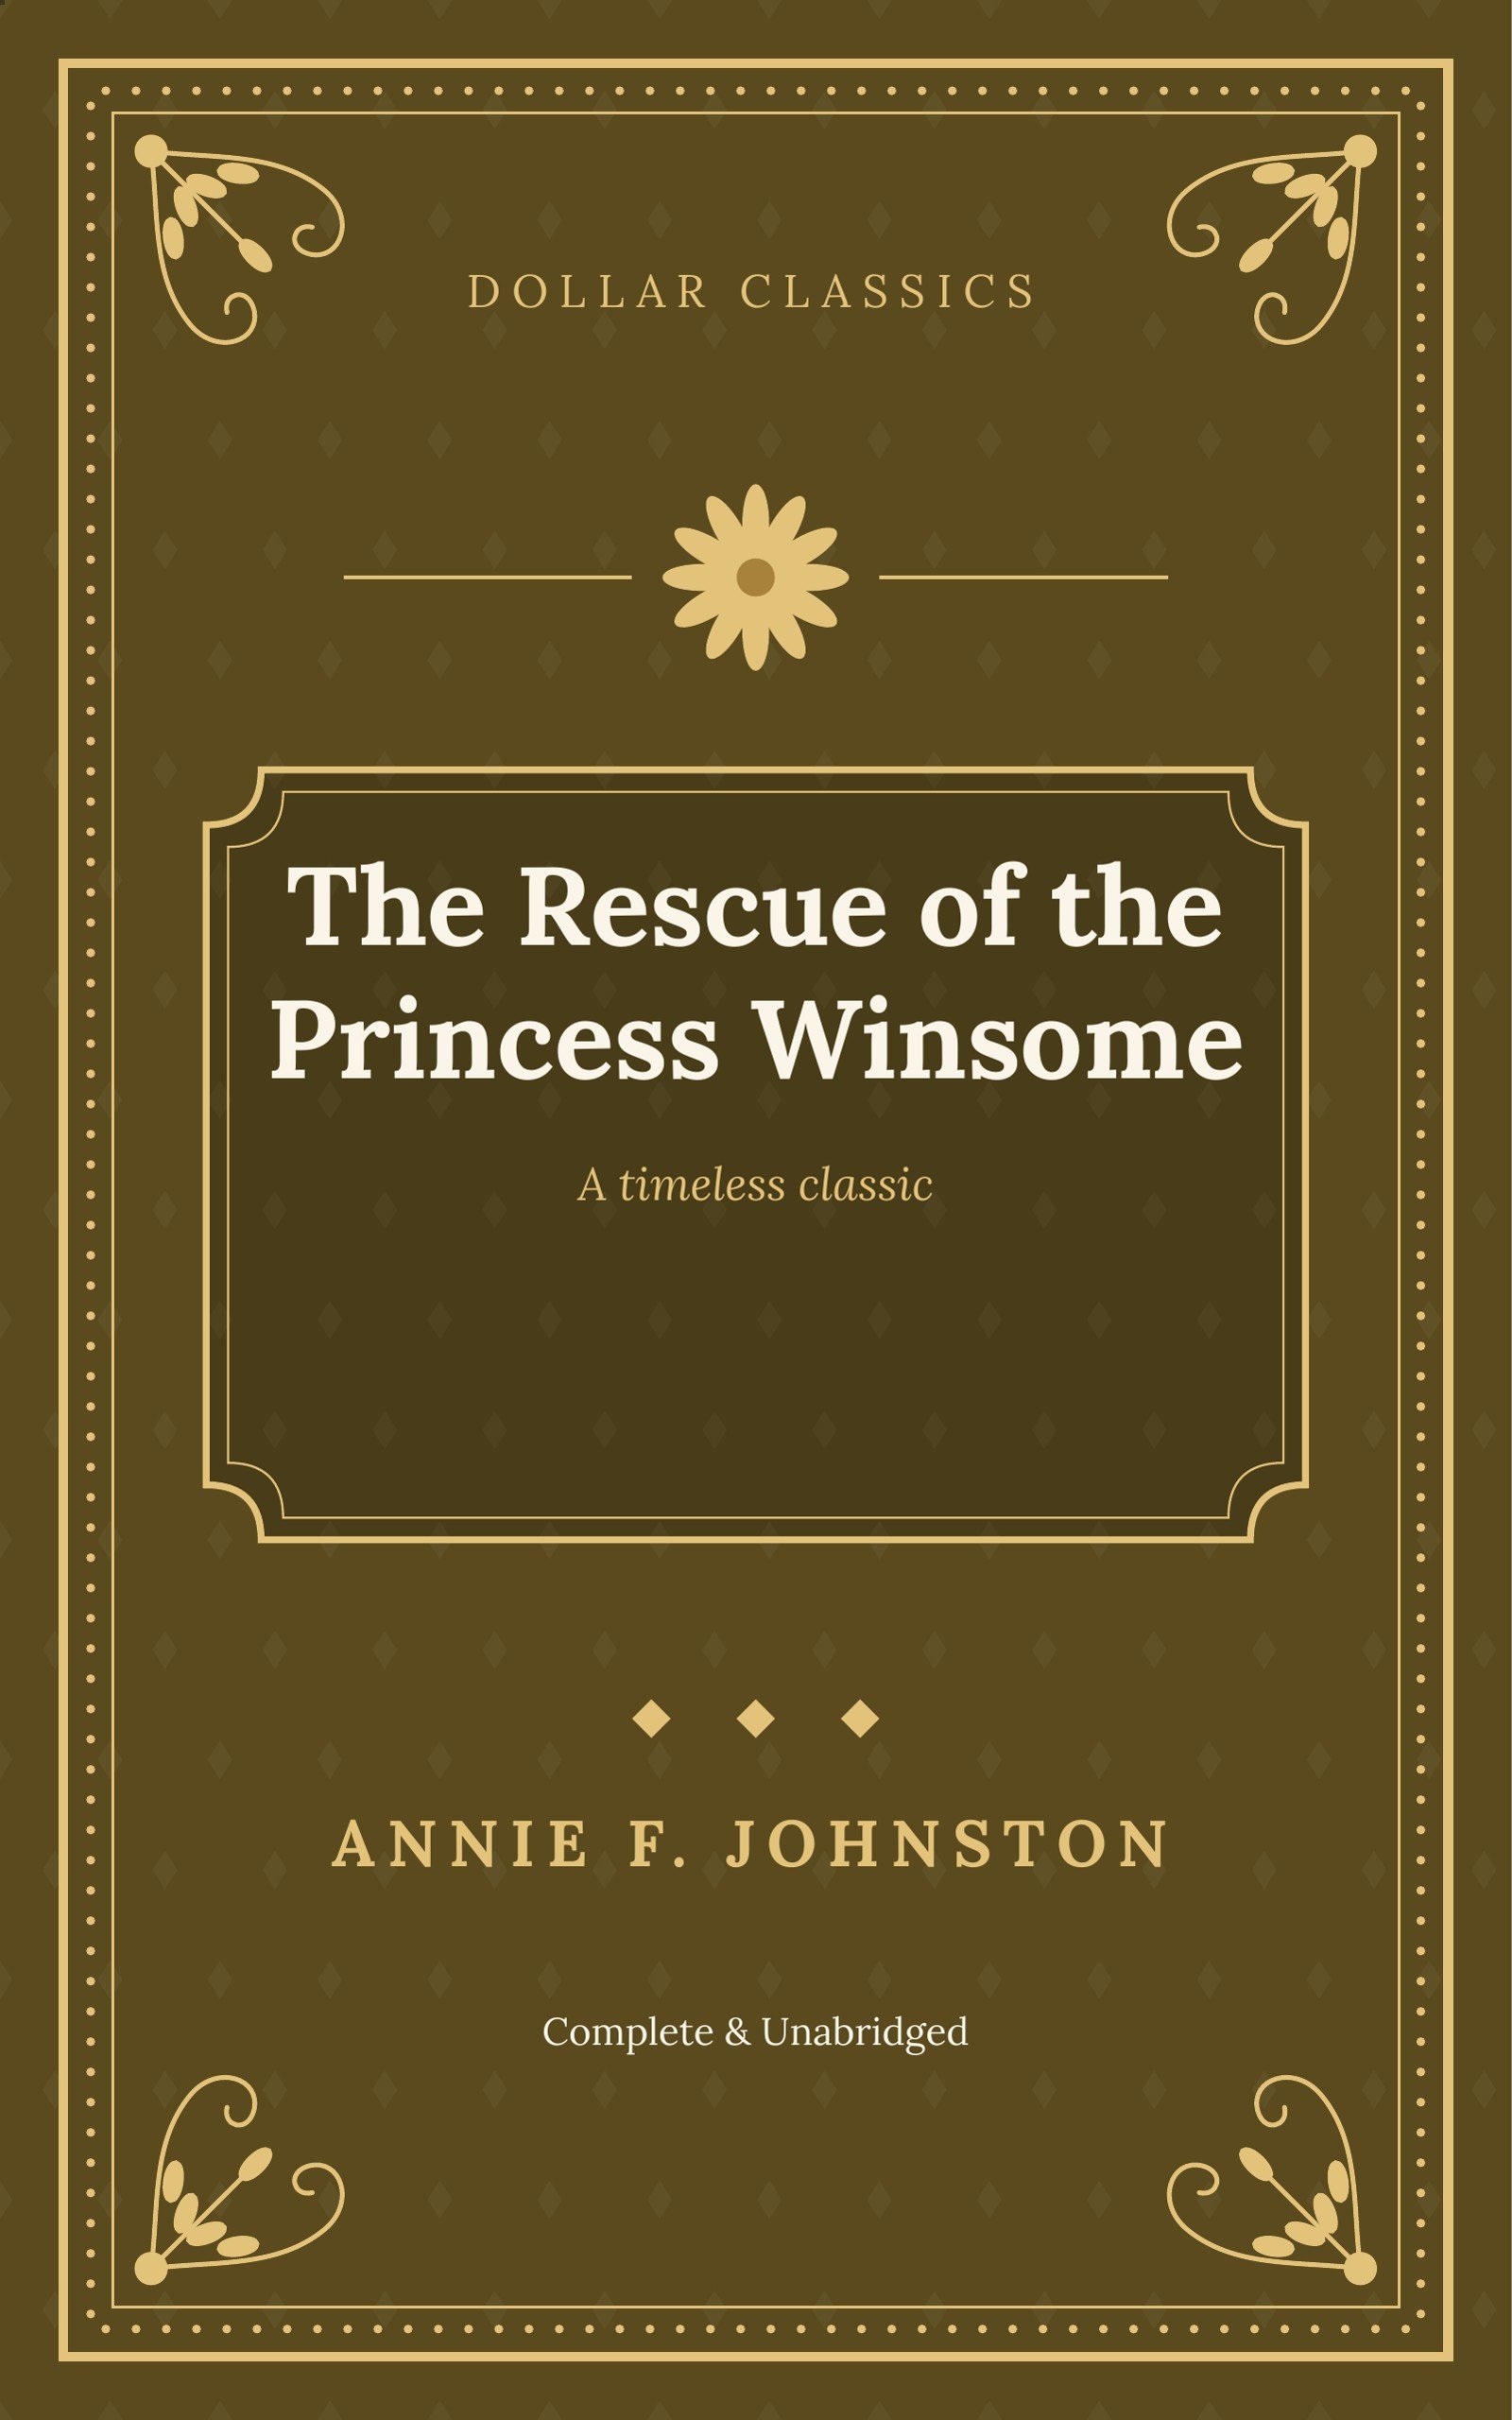 DOLLAR CLASSICS
The Rescue of the
Princess Winsome
A timeless classic
ANNIE F. JOHNSTON
Complete & Unabridged